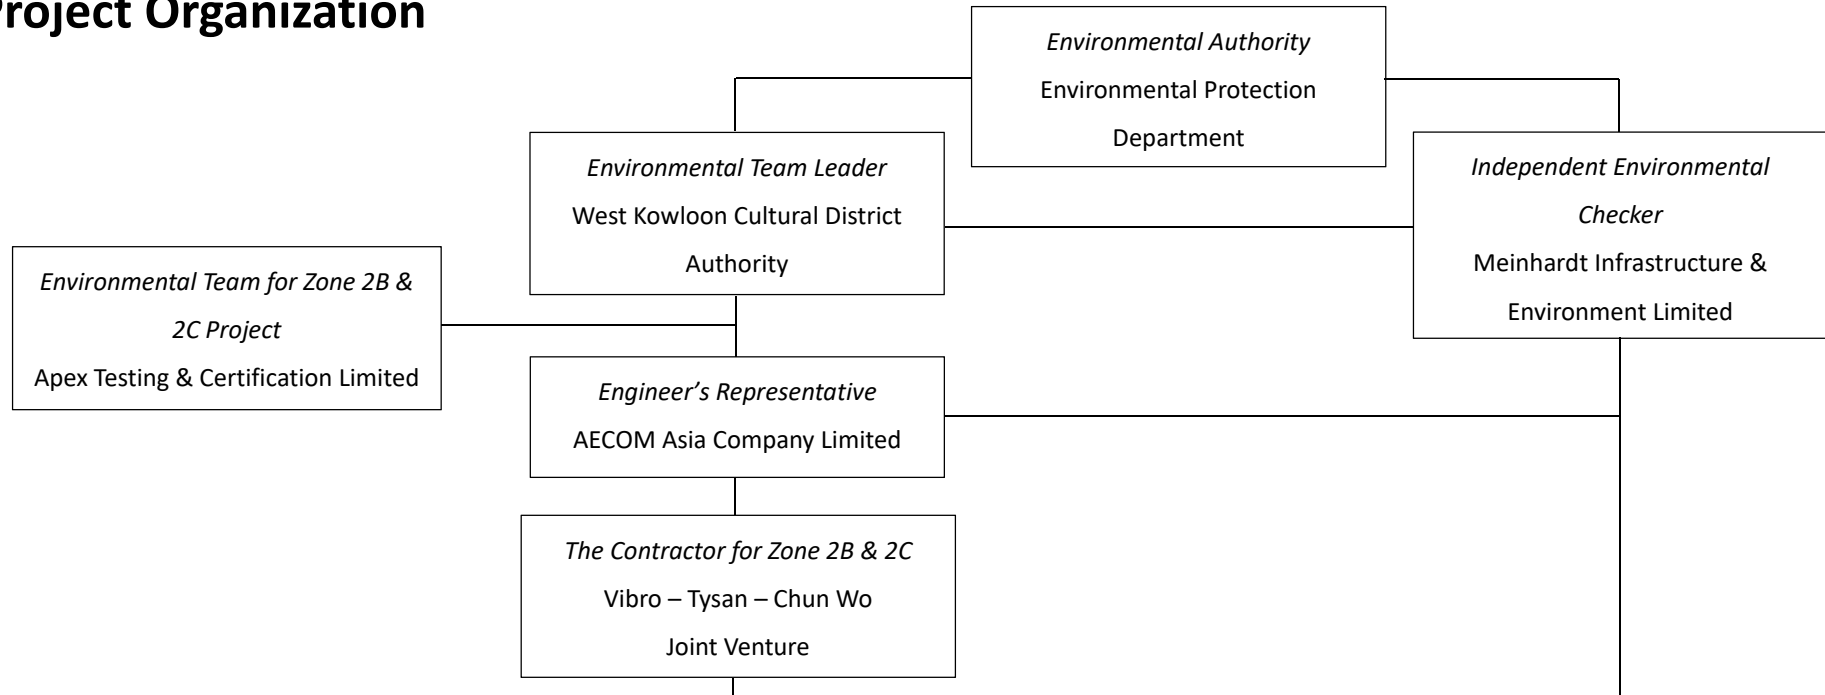 Project Organization
Environmental Authority
Environmental Protection
Department
Environmental Team Leader
West Kowloon Cultural District
Authority
Independent Environmental
Checker
Meinhardt Infrastructure &
Environment Limited
Environmental Team for Zone 2B &
2C Project
Apex Testing & Certification Limited
Engineer’s Representative
AECOM Asia Company Limited
The Contractor for Zone 2B & 2C
Vibro – Tysan – Chun Wo
Joint Venture